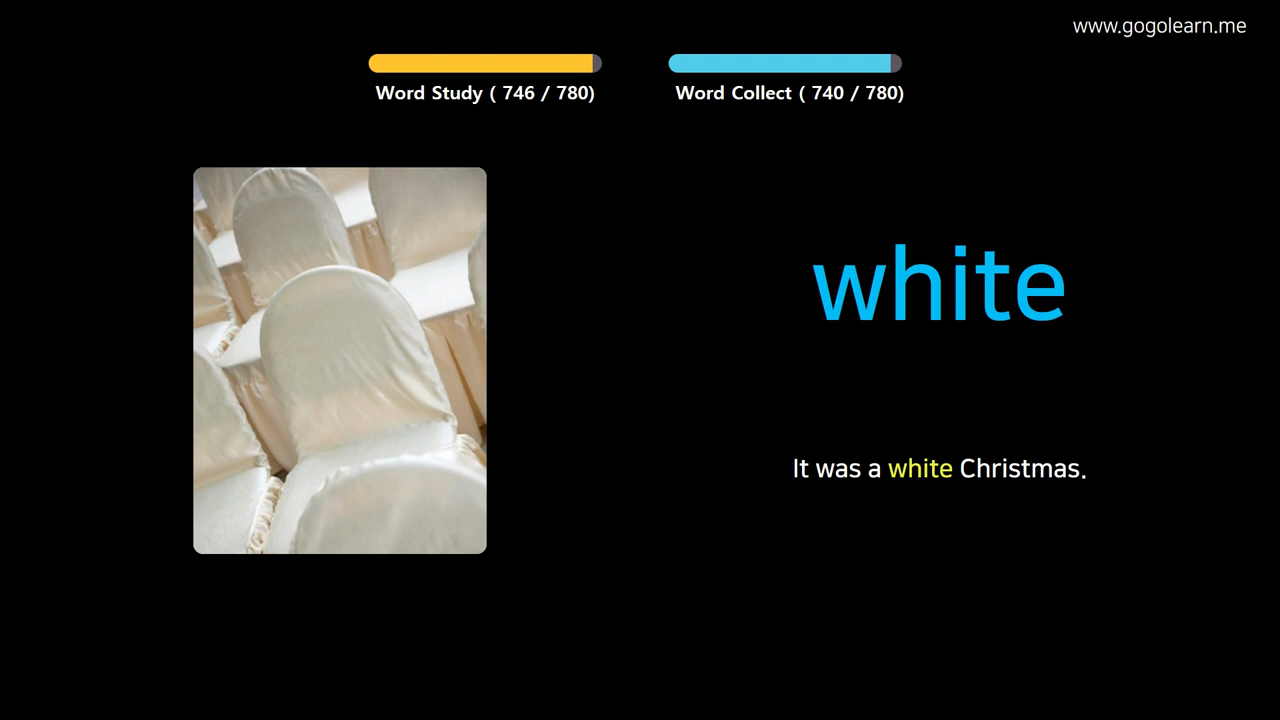 www.gogolearn.me
Word Study ( 746 / 780)
Word Collect ( 740 / 780)
white
It was a white Christmas.